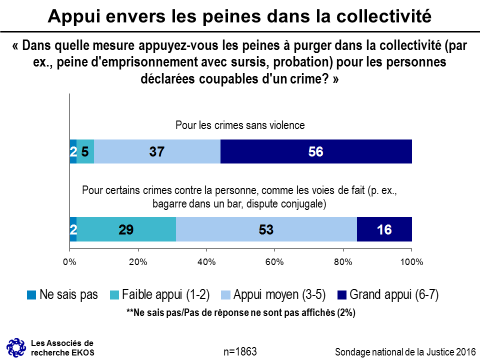 Appui envers les peines dans la collectivité
« Dans quelle mesure appuyez-vous les peines à purger dans la collectivité (par
ex., peine d'emprisonnement avec sursis, probation) pour les personnes
déclarées coupables d'un crime? »
Pour les crimes sans violence
2 5 37 56
Pour certains crimes contre la personne, comme les voies de fait (p. ex.,
bagarre dans un bar, dispute conjugale)
2 29 53 16
0% 20% 40% 60% 80% 100%
Ne sais pas Faible appui (1-2) Appui moyen (3-5) Grand appui (6-7)
**Ne sais pas/Pas de réponse ne sont pas affichés (2%)
Les Associés de
recherche EKOS
n=1863
Sondage national de la Justice 2016